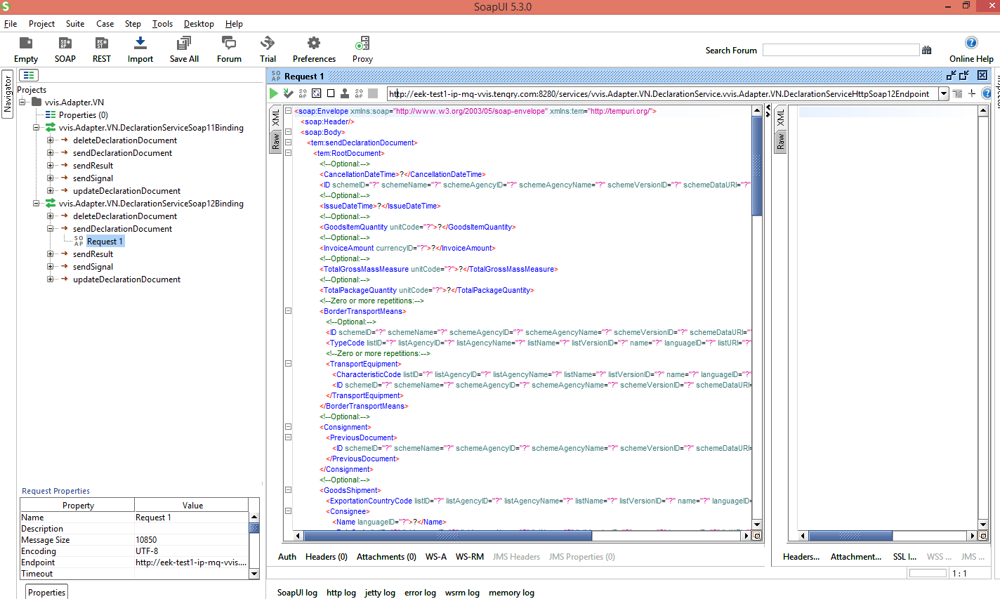 SoapUI 5.3.0
File Project Suite Case Step Tools Desktop Help
Empty SOAP REST Import Save All Forum Trial Preferences Proxy
Search Forum
Online Help
Navigator
Projects
vvis.Adapter.VN
Properties (0)
vvis.Adapter.VN.DeclarationServiceSoap11Binding
deleteDeclarationDocument
sendDeclarationDocument
sendResult
sendSignal
updateDeclarationDocument
vvis.Adapter.VN.DeclarationServiceSoap12Binding
deleteDeclarationDocument
sendDeclarationDocument
Request 1
sendResult
sendSignal
updateDeclarationDocument
Request Properties
Property Value
Name Request 1
Description
Message Size 10850
Encoding UTF-8
Endpoint http://eek-test1-ip-mq-vvis....
Timeout
Properties
Request 1
http://eek-test1-ip-mq-vvis.tenqry.com:8280/services/vvis.Adapter.VN.DeclarationService.vvis.Adapter.VN.DeclarationServiceHttpSoap12Endpoint
XML
Raw
<soap:Envelope xmlns:soap="http://www.w3.org/2003/05/soap-envelope" xmlns:tem="http://tempuri.org/">
<soap:Header/>
<soap:Body>
<tem:sendDeclarationDocument>
<tem:RootDocument>
<!--Optional:-->
<CancellationDateTime>?</CancellationDateTime>
<ID schemeID="?" schemeName="?" schemeAgencyID="?" schemeAgencyName="?" schemeVersionID="?" schemeDataURI="?"
<!--Optional:-->
<IssueDateTime>?</IssueDateTime>
<!--Optional:-->
<GoodsItemQuantity unitCode="?">?</GoodsItemQuantity>
<!--Optional:-->
<InvoiceAmount currencyID="?">?</InvoiceAmount>
<!--Optional:-->
<TotalGrossMassMeasure unitCode="?">?</TotalGrossMassMeasure>
<!--Optional:-->
<TotalPackageQuantity unitCode="?">?</TotalPackageQuantity>
<!--Zero or more repetitions:-->
<BorderTransportMeans>
<!--Optional:-->
<ID schemeID="?" schemeName="?" schemeAgencyID="?" schemeAgencyName="?" schemeVersionID="?" schemeDataURI="?"
<TypeCode listID="?" listAgencyID="?" listAgencyName="?" listName="?" listVersionID="?" name="?" languageID="?" listURI="?"
<!--Zero or more repetitions:-->
<TransportEquipment>
<CharacteristicCode listID="?" listAgencyID="?" listAgencyName="?" listName="?" listVersionID="?" name="?" languageID="?"
<ID schemeID="?" schemeName="?" schemeAgencyID="?" schemeAgencyName="?" schemeVersionID="?" schemeDataURI=
</TransportEquipment>
</BorderTransportMeans>
<!--Optional:-->
<Consignment>
<PreviousDocument>
<ID schemeID="?" schemeName="?" schemeAgencyID="?" schemeAgencyName="?" schemeVersionID="?" schemeDataURI=
</PreviousDocument>
</Consignment>
<!--Optional:-->
<GoodsShipment>
<ExportationCountryCode listID="?" listAgencyID="?" listAgencyName="?" listName="?" listVersionID="?" name="?" languageID=
<Consignee>
<Name languageID="?">?</Name>
Auth Headers (0) Attachments (0) WS-A WS-RM JMS Headers JMS Properties (0)
XML
Raw
Headers... Attachment... SSL I... WSS ... JMS ...
1 : 1
SoapUI log http log jetty log error log wsrm log memory log